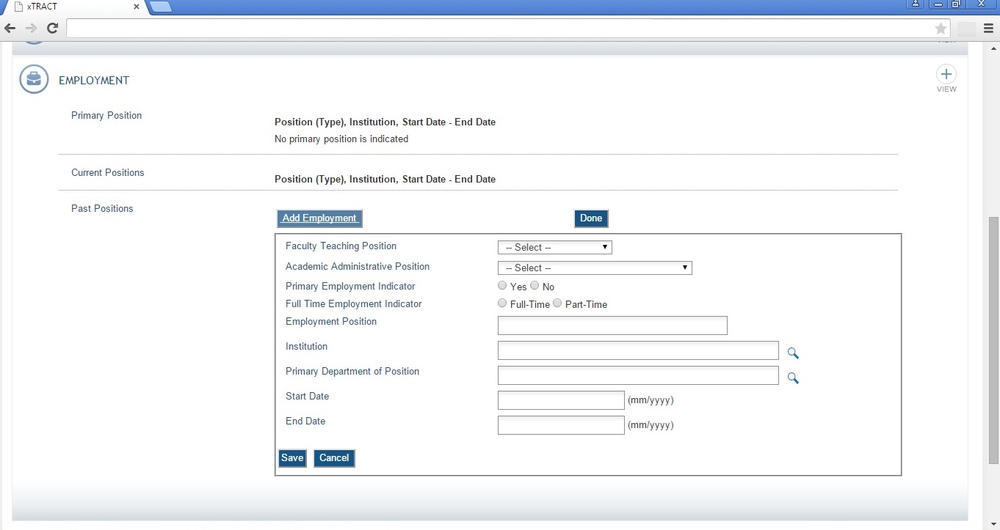 xTRACT
EMPLOYMENT
VIEW
Primary Position
Position (Type), Institution, Start Date - End Date
No primary position is indicated
Current Positions
Position (Type), Institution, Start Date - End Date
Past Positions
Add Employment Done
Faculty Teaching Position -- Select --
Academic Administrative Position -- Select --
Primary Employment Indicator Yes No
Full Time Employment Indicator Full-Time Part-Time
Employment Position
Institution
Primary Department of Position
Start Date (mm/yyyy)
End Date (mm/yyyy)
Save Cancel